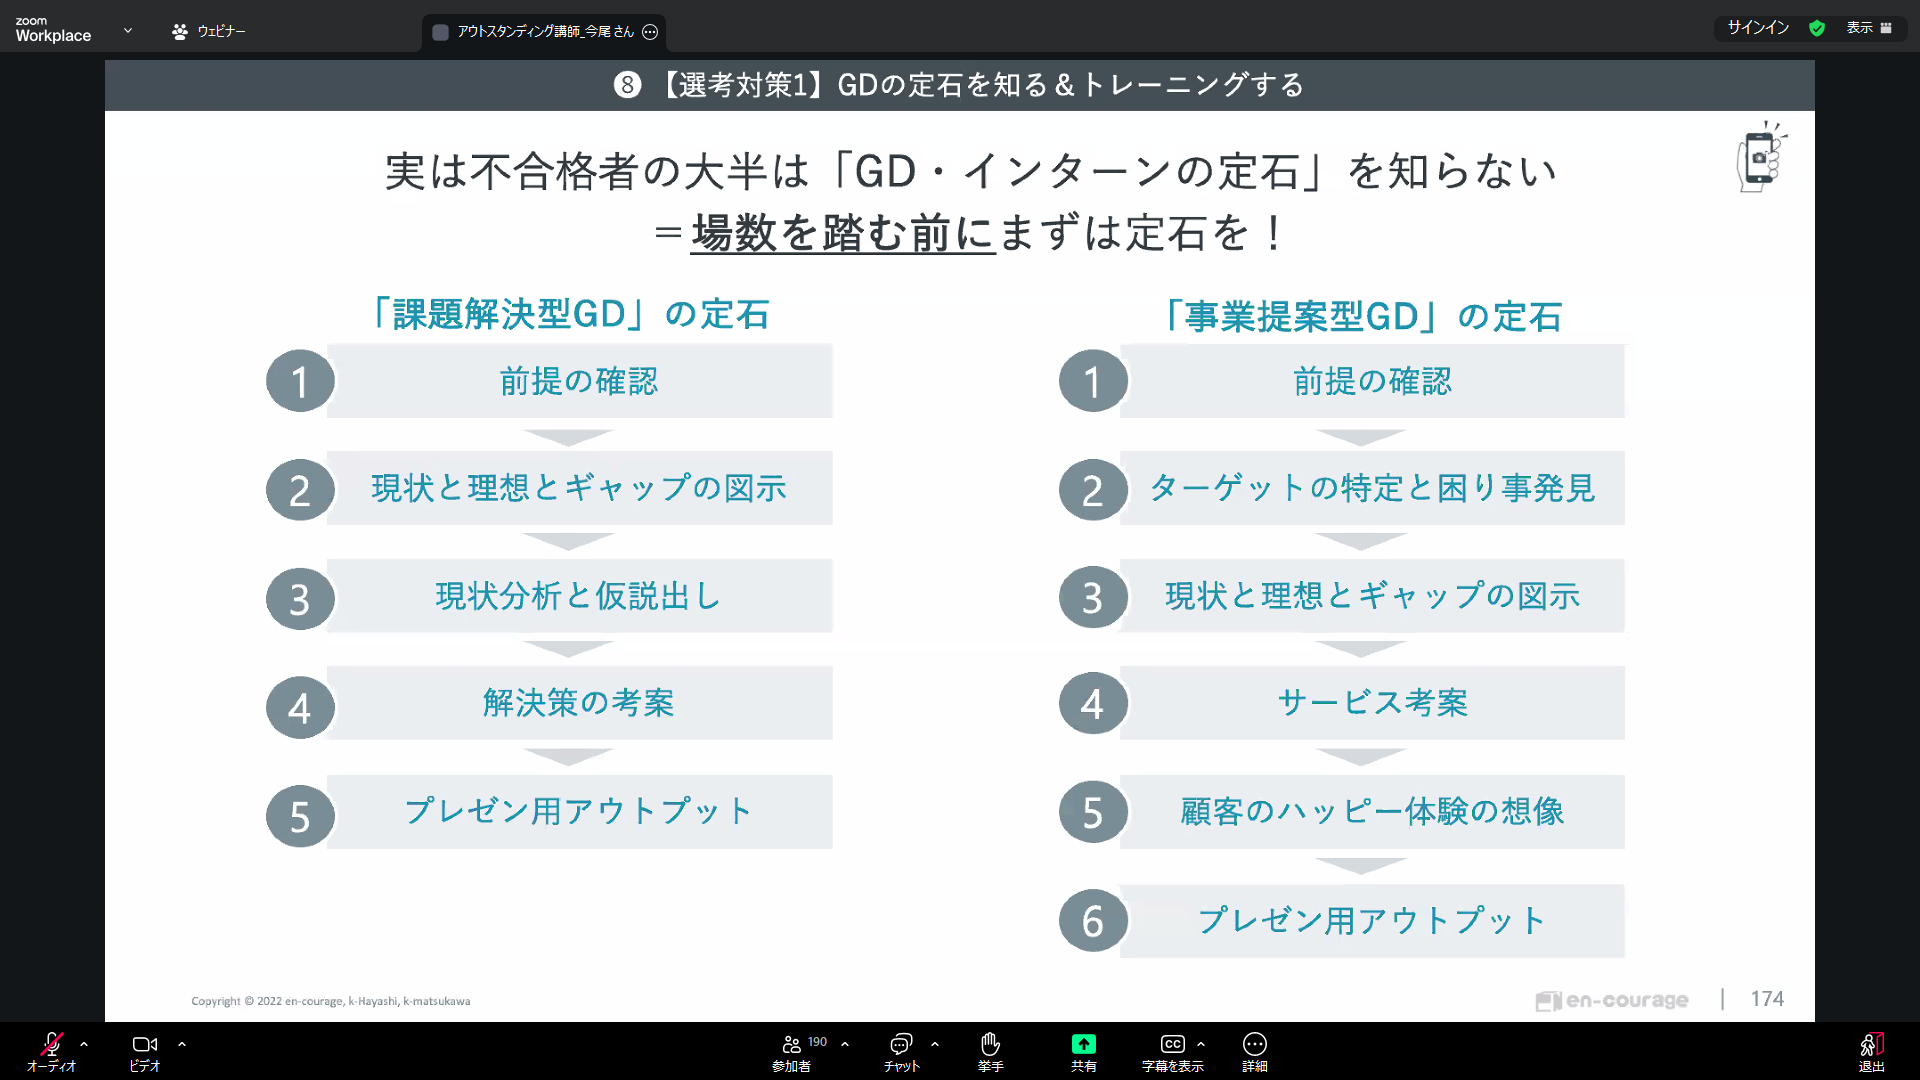 zoom
Workplace
ウェビナー
アウトスタンディング講師_今尾 さん
サインイン
表示
❽ 【選考対策1】GDの定石を知る＆トレーニングする
実は不合格者の大半は「GD・インターンの定石」を知らない
＝場数を踏む前にまずは定石を！
「課題解決型GD」の定石
1 前提の確認
2 現状と理想とギャップの図示
3 現状分析と仮説出し
4 解決策の考案
5 プレゼン用アウトプット
「事業提案型GD」の定石
1 前提の確認
2 ターゲットの特定と困り事発見
3 現状と理想とギャップの図示
4 サービス考案
5 顧客のハッピー体験の想像
6 プレゼン用アウトプット
Copyright © 2022 en-courage, k-Hayashi, k-matsukawa
en-courage | 174
オーディオ
ビデオ
190
参加者
チャット
挙手
共有
CC
字幕を表示
詳細
退出